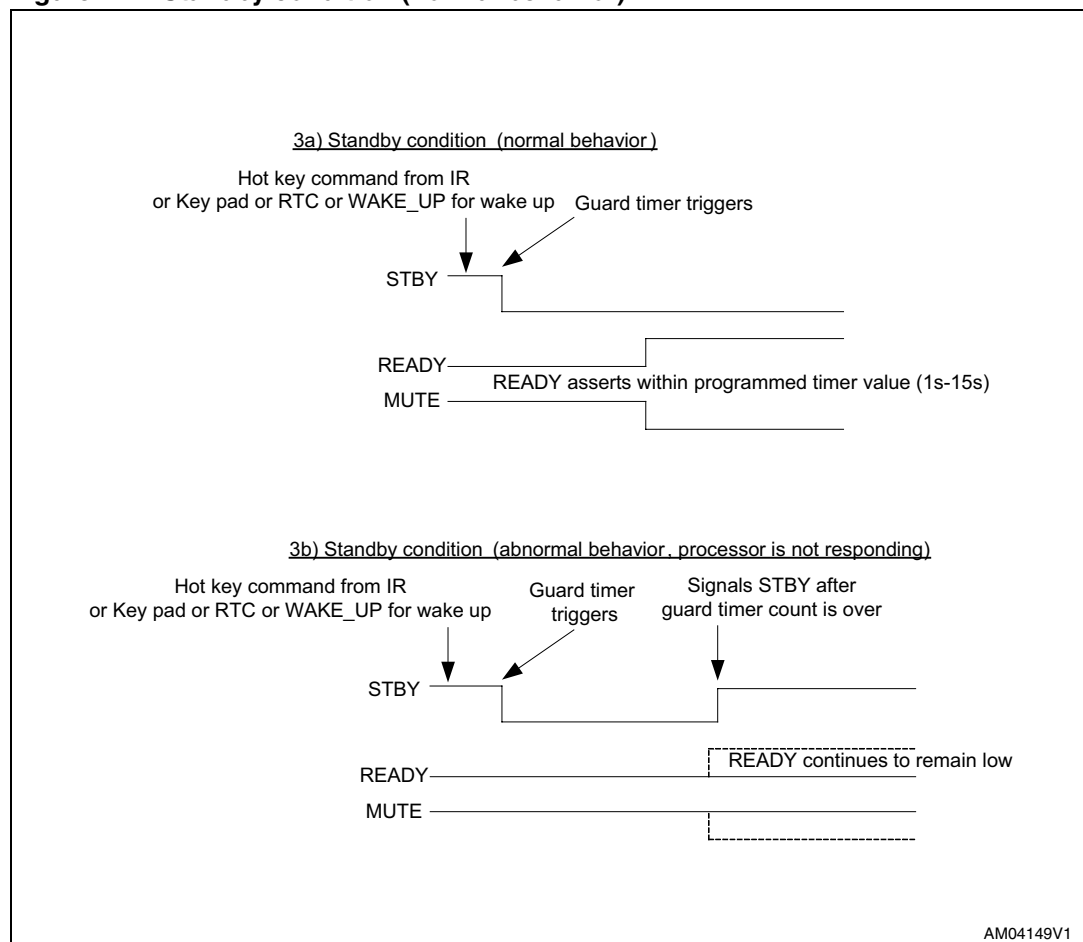 3a) Standby condition (normal behavior)
Hot key command from IR
or Key pad or RTC or WAKE_UP for wake up
Guard timer triggers
STBY
READY
READY asserts within programmed timer value (1s-15s)
MUTE
3b) Standby condition (abnormal behavior, processor is not responding)
Hot key command from IR
or Key pad or RTC or WAKE_UP for wake up
Guard timer
triggers
Signals STBY after
guard timer count is over
STBY
READY continues to remain low
READY
MUTE
AM04149V1